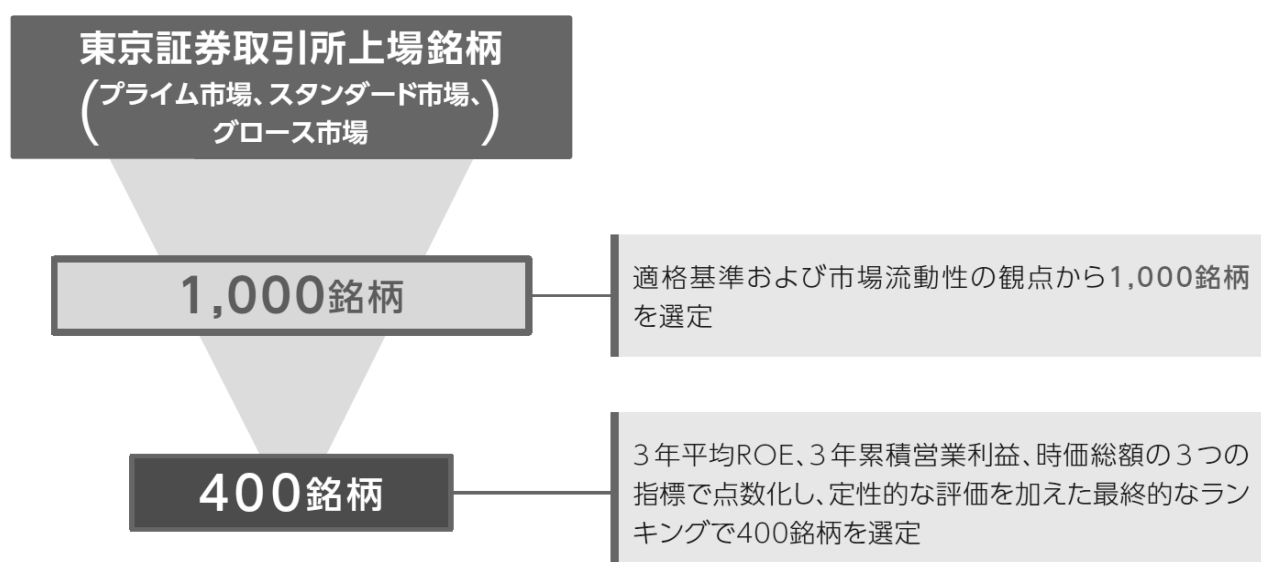 東京証券取引所上場銘柄
(プライム市場、スタンダード市場、
グロース市場)
1,000銘柄
適格基準および市場流動性の観点から1,000銘柄
を選定
400銘柄
3年平均ROE、3年累積営業利益、時価総額の3つの
指標で点数化し、定性的な評価を加えた最終的なラン
キングで400銘柄を選定